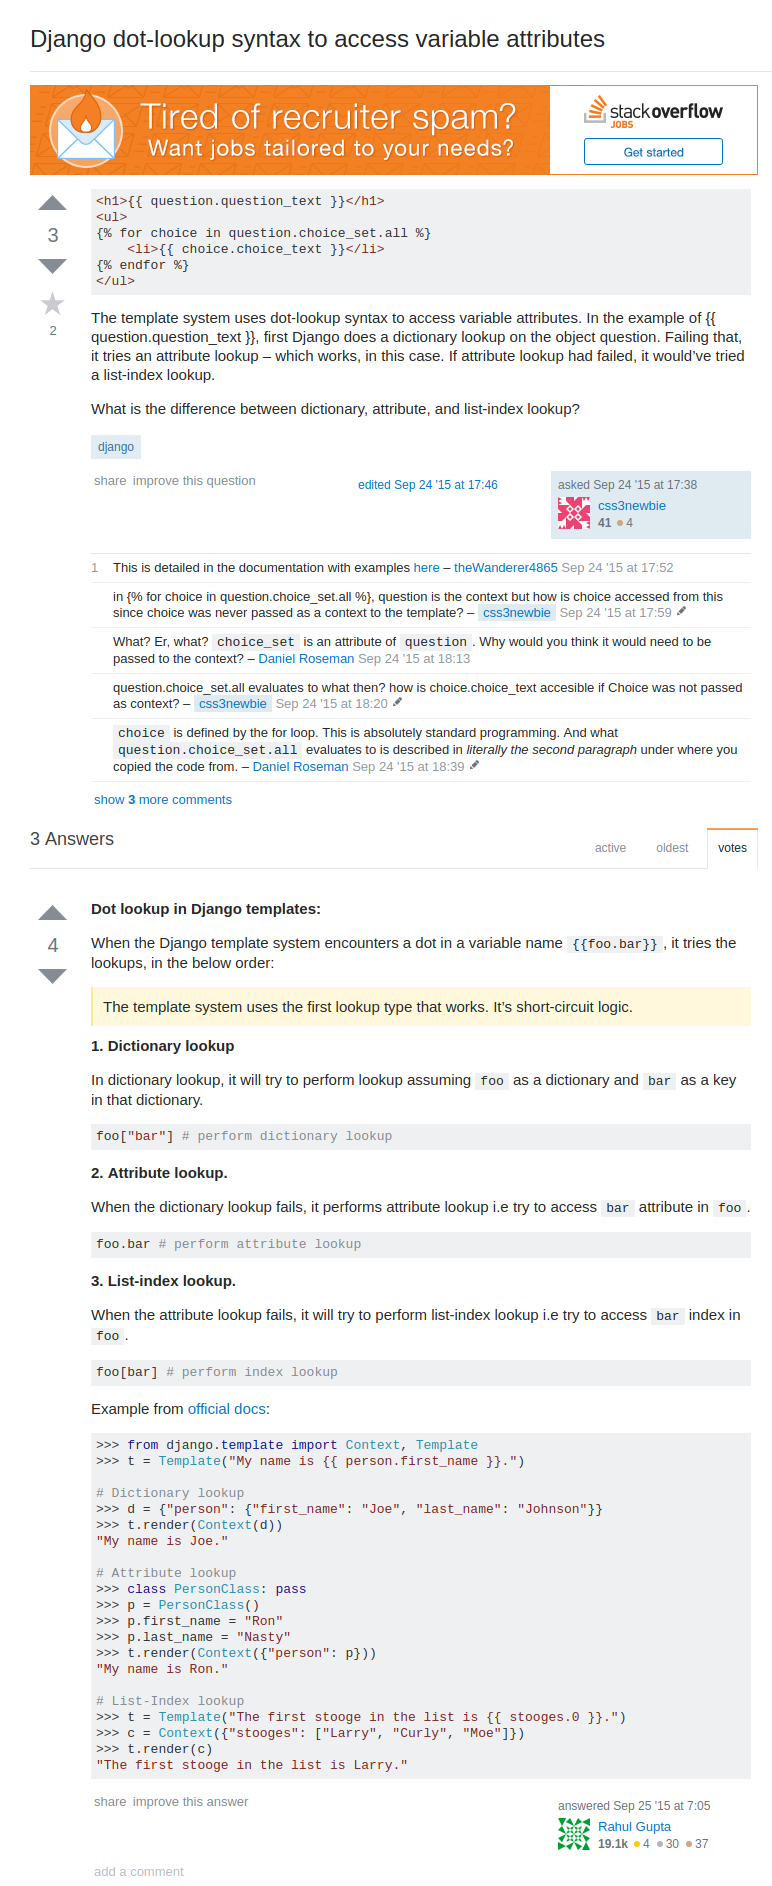 Django dot-lookup syntax to access variable attributes
Tired of recruiter spam?
Want jobs tailored to your needs?
stackoverflow
JOBS
Get started
3
2
<h1>{{ question.question_text }}</h1>
<ul>
{% for choice in question.choice_set.all %}
    <li>{{ choice.choice_text }}</li>
{% endfor %}
</ul>
The template system uses dot-lookup syntax to access variable attributes. In the example of {{
question.question_text }}, first Django does a dictionary lookup on the object question. Failing that,
it tries an attribute lookup – which works, in this case. If attribute lookup had failed, it would’ve tried
a list-index lookup.
What is the difference between dictionary, attribute, and list-index lookup?
django
share improve this question
edited Sep 24 '15 at 17:46
asked Sep 24 '15 at 17:38
css3newbie
41 4
1 This is detailed in the documentation with examples here – theWanderer4865 Sep 24 '15 at 17:52
in {% for choice in question.choice_set.all %}, question is the context but how is choice accessed from this
since choice was never passed as a context to the template? – css3newbie Sep 24 '15 at 17:59
What? Er, what? choice_set is an attribute of question. Why would you think it would need to be
passed to the context? – Daniel Roseman Sep 24 '15 at 18:13
question.choice_set.all evaluates to what then? how is choice.choice_text accesible if Choice was not passed
as context? – css3newbie Sep 24 '15 at 18:20
choice is defined by the for loop. This is absolutely standard programming. And what
question.choice_set.all evaluates to is described in literally the second paragraph under where you
copied the code from. – Daniel Roseman Sep 24 '15 at 18:39
show 3 more comments
3 Answers
active oldest votes
4
Dot lookup in Django templates:
When the Django template system encounters a dot in a variable name {{foo.bar}}, it tries the
lookups, in the below order:
The template system uses the first lookup type that works. It’s short-circuit logic.
1. Dictionary lookup
In dictionary lookup, it will try to perform lookup assuming foo as a dictionary and bar as a key
in that dictionary.
foo["bar"] # perform dictionary lookup
2. Attribute lookup.
When the dictionary lookup fails, it performs attribute lookup i.e try to access bar attribute in foo.
foo.bar # perform attribute lookup
3. List-index lookup.
When the attribute lookup fails, it will try to perform list-index lookup i.e try to access bar index in
foo.
foo[bar] # perform index lookup
Example from official docs:
>>> from django.template import Context, Template
>>> t = Template("My name is {{ person.first_name }}.")
# Dictionary lookup
>>> d = {"person": {"first_name": "Joe", "last_name": "Johnson"}}
>>> t.render(Context(d))
"My name is Joe."
# Attribute lookup
>>> class PersonClass: pass
>>> p = PersonClass()
>>> p.first_name = "Ron"
>>> p.last_name = "Nasty"
>>> t.render(Context({"person": p}))
"My name is Ron."
# List-Index lookup
>>> t = Template("The first stooge in the list is {{ stooges.0 }}.")
>>> c = Context({"stooges": ["Larry", "Curly", "Moe"]})
>>> t.render(c)
"The first stooge in the list is Larry."
share improve this answer
answered Sep 25 '15 at 7:05
Rahul Gupta
19.1k 4 30 37
add a comment